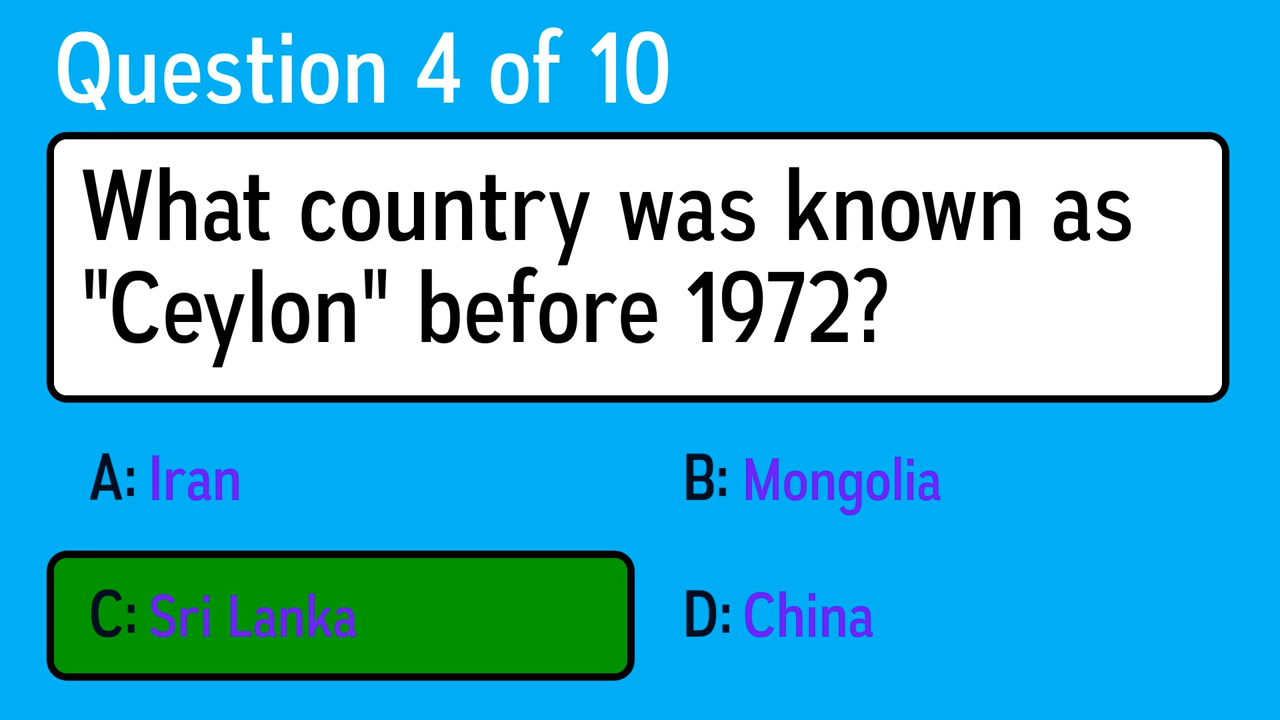 Question 4 of 10
What country was known as
"Ceylon" before 1972?
A: Iran
B: Mongolia
C: Sri Lanka
D: China